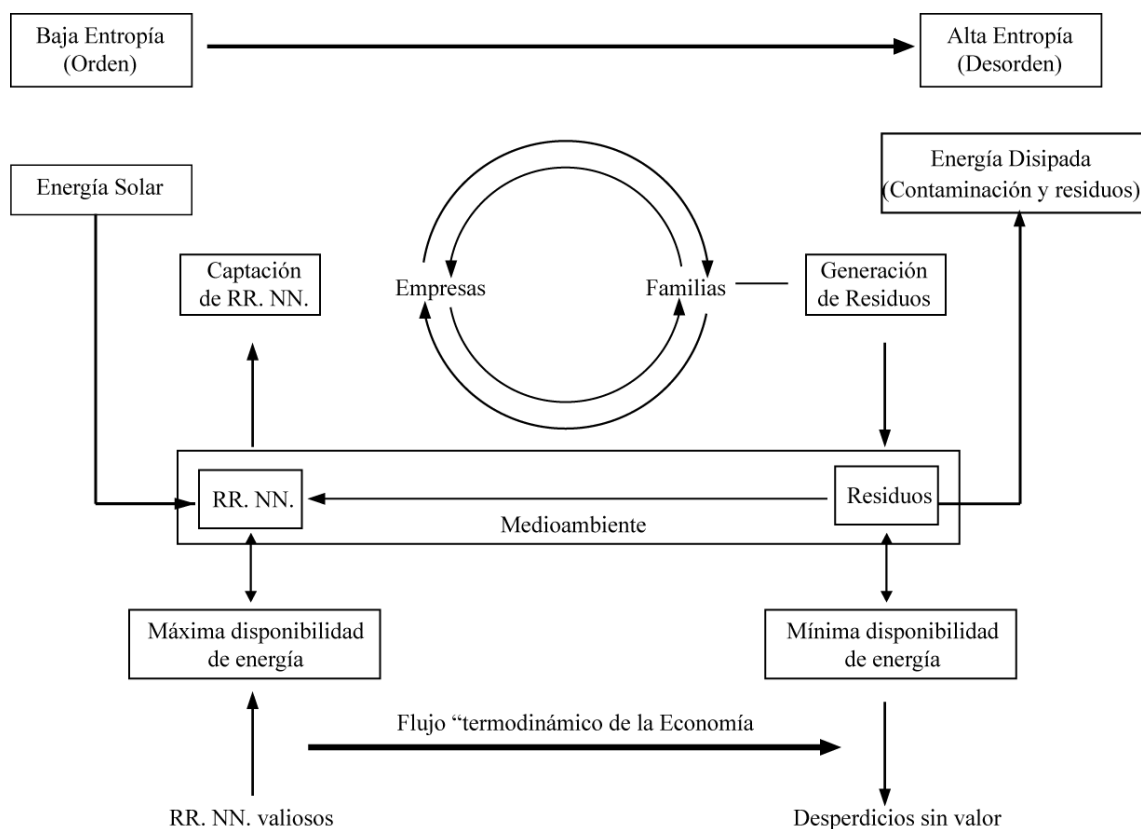 Baja Entropía
(Orden)
Alta Entropía
(Desorden)
Energía Solar
Energía Disipada
(Contaminación y residuos)
Captación
de RR. NN.
Empresas
Familias
Generación
de Residuos
RR. NN.
Residuos
Medioambiente
Máxima disponibilidad
de energía
Mínima disponibilidad
de energía
Flujo “termodinámico de la Economía
RR. NN. valiosos
Desperdicios sin valor